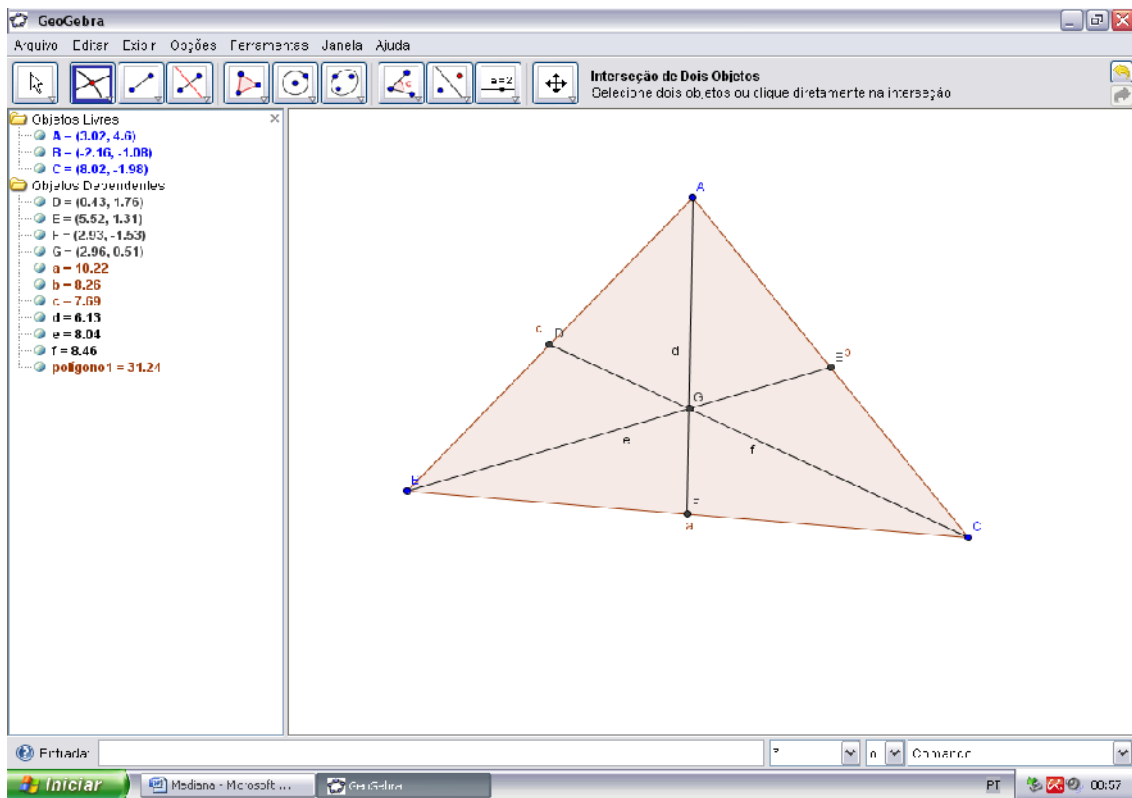 GeoGebra
Arquivo Editar Exibir Opções Ferramentas Janela Ajuda
a=2
Interseção de Dois Objetos
Selecione dois objetos ou clique diretamente na interseção
Objetos Livres
A = (3.02, 4.6)
B = (-2.16, -1.08)
C = (8.02, -1.98)
Objetos Dependentes
D = (0.43, 1.76)
E = (5.52, 1.31)
F = (2.93, -1.53)
G = (2.96, 0.51)
a = 10.22
b = 8.26
c = 7.69
d = 6.13
e = 8.04
f = 8.46
polígono1 = 31.24
A
c D
d
E b
G
e
f
B
F
a
C
Entrada:
Comando
Iniciar
Mediana - Microsoft ...
GeoGebra
PT
00:57